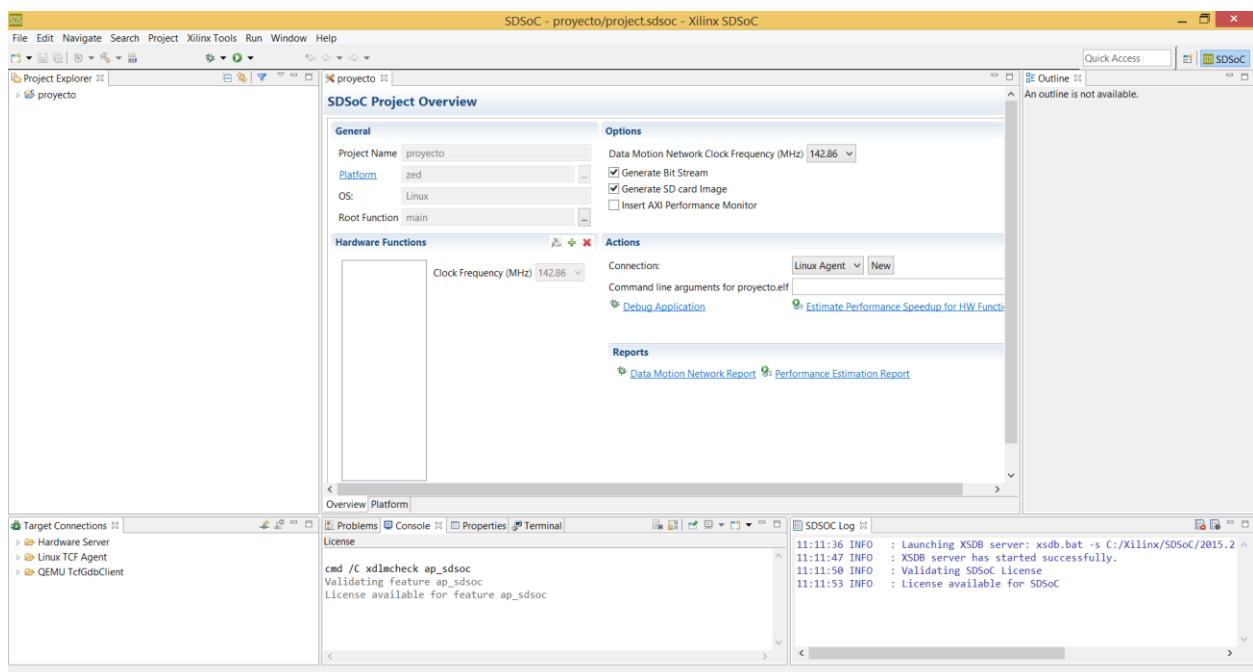 SDS
SDSoC - proyecto/project.sdsoc - Xilinx SDSoC
File Edit Navigate Search Project Xilinx Tools Run Window Help
Quick Access
SDSoC
Project Explorer
proyecto
proyecto
SDSoC Project Overview
General
Project Name proyecto
Platform zed
...
OS: Linux
Root Function main
...
Hardware Functions
Clock Frequency (MHz) 142.86
Options
Data Motion Network Clock Frequency (MHz) 142.86
Generate Bit Stream
Generate SD card Image
Insert AXI Performance Monitor
Actions
Connection: Linux Agent New
Command line arguments for proyecto.elf
Debug Application Estimate Performance Speedup for HW Functi
Reports
Data Motion Network Report Performance Estimation Report
Overview Platform
Outline
An outline is not available.
Target Connections
Hardware Server
Linux TCF Agent
QEMU TcfGdbClient
Problems Console Properties Terminal
License
cmd /C xdlmcheck ap_sdsoc
Validating feature ap_sdsoc
License available for feature ap_sdsoc
SDSOC Log
11:11:36 INFO : Launching XSDB server: xsdb.bat -s C:/Xilinx/SDSoC/2015.2
11:11:47 INFO : XSDB server has started successfully.
11:11:50 INFO : Validating SDSoC License
11:11:53 INFO : License available for SDSoC